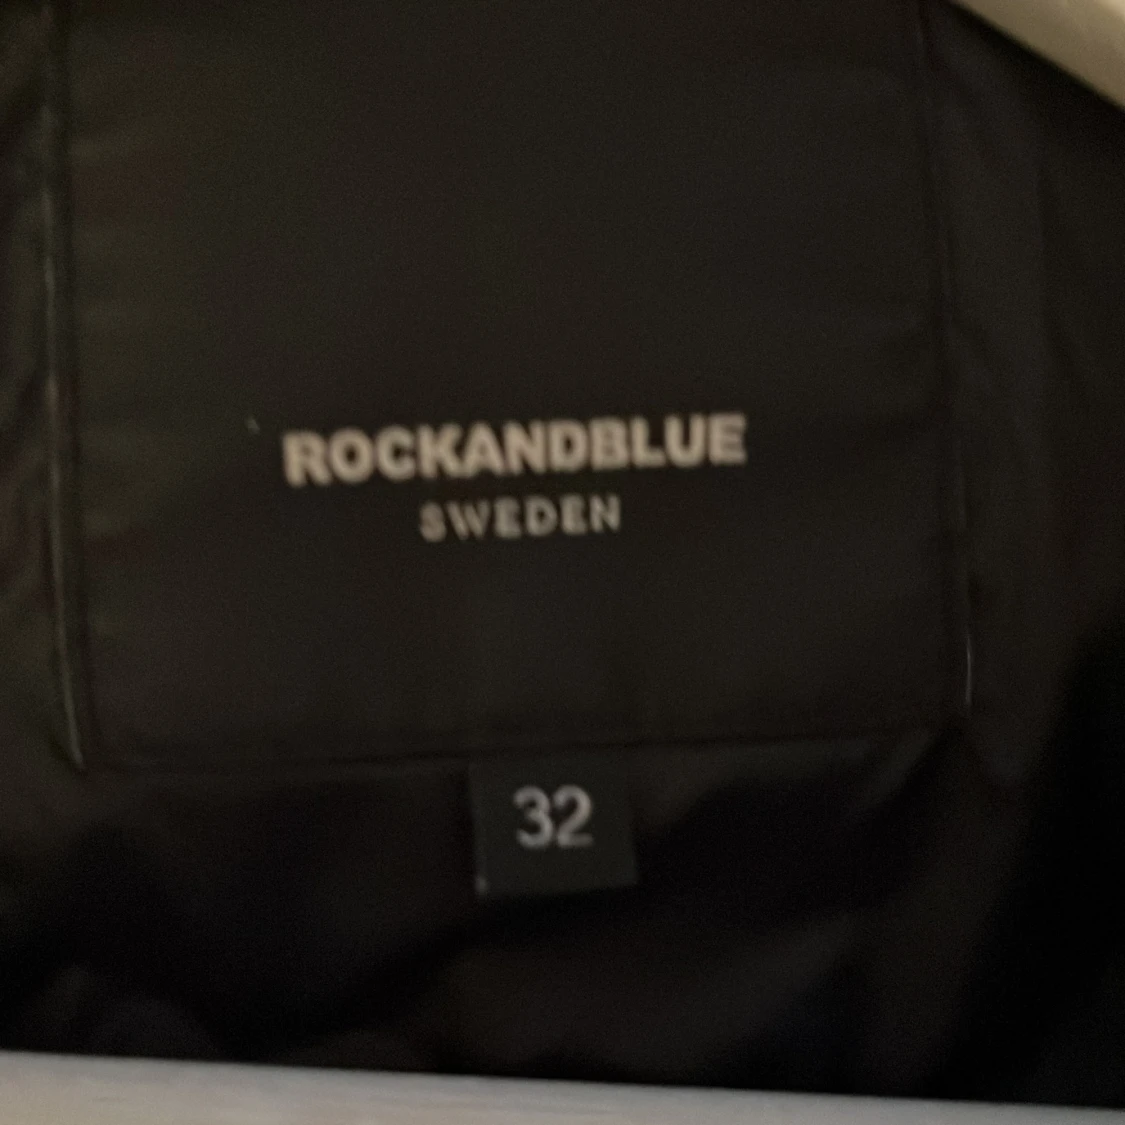 ROCKANDBLUE
SWEDEN
32